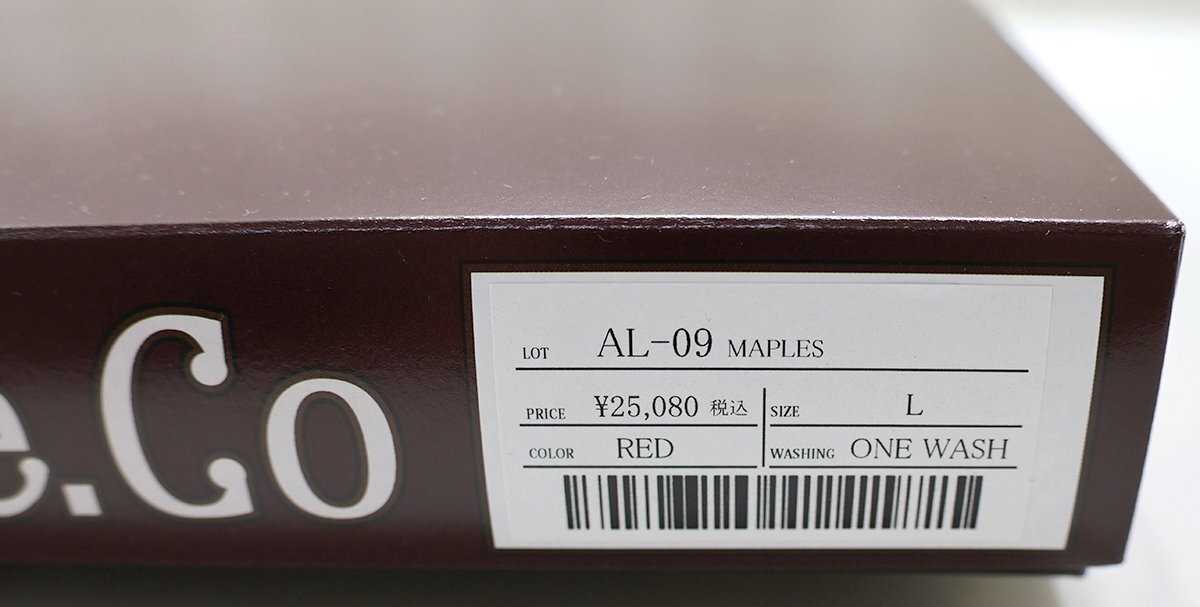 e.Co
LOT AL-09 MAPLES
PRICE ¥25,080 税込 SIZE L
COLOR RED WASHING ONE WASH